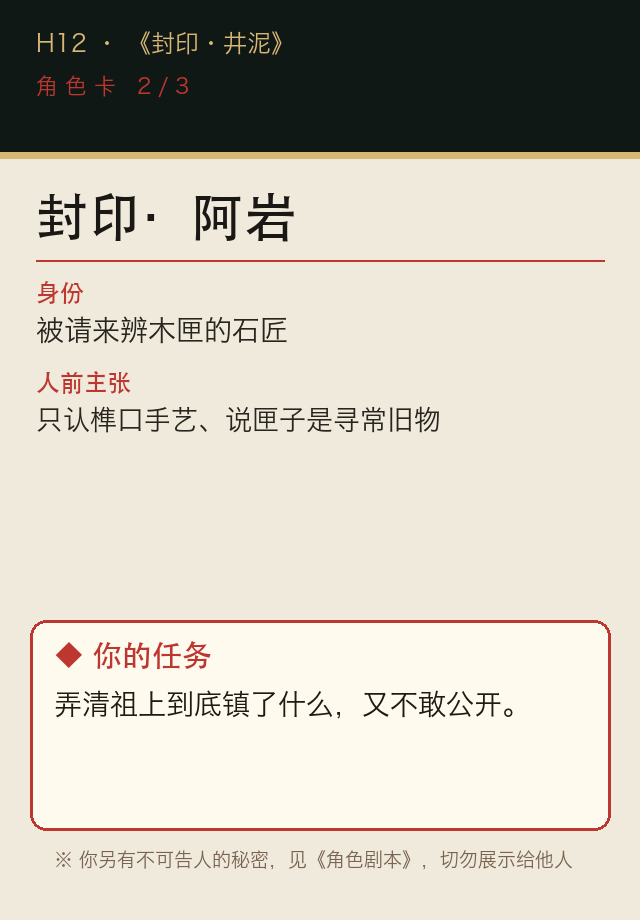 H12 · 《封印·井泥》
角色卡 2/3
封印· 阿岩
身份
被请来辨木匣的石匠
人前主张
只认榫口手艺、说匣子是寻常旧物
◆ 你的任务
弄清祖上到底镇了什么，又不敢公开。
※ 你另有不可告人的秘密，见《角色剧本》，切勿展示给他人